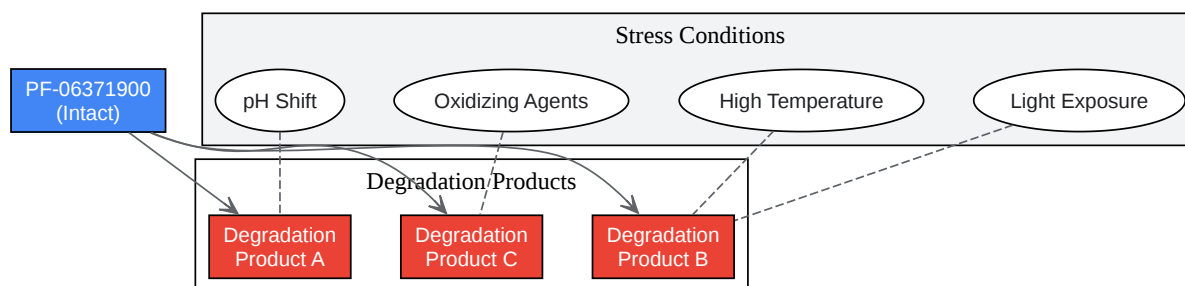 Stress Conditions
PF-06371900
(Intact)
pH Shift
Oxidizing Agents
High Temperature
Light Exposure
Degradation Products
Degradation
Product A
Degradation
Product C
Degradation
Product B